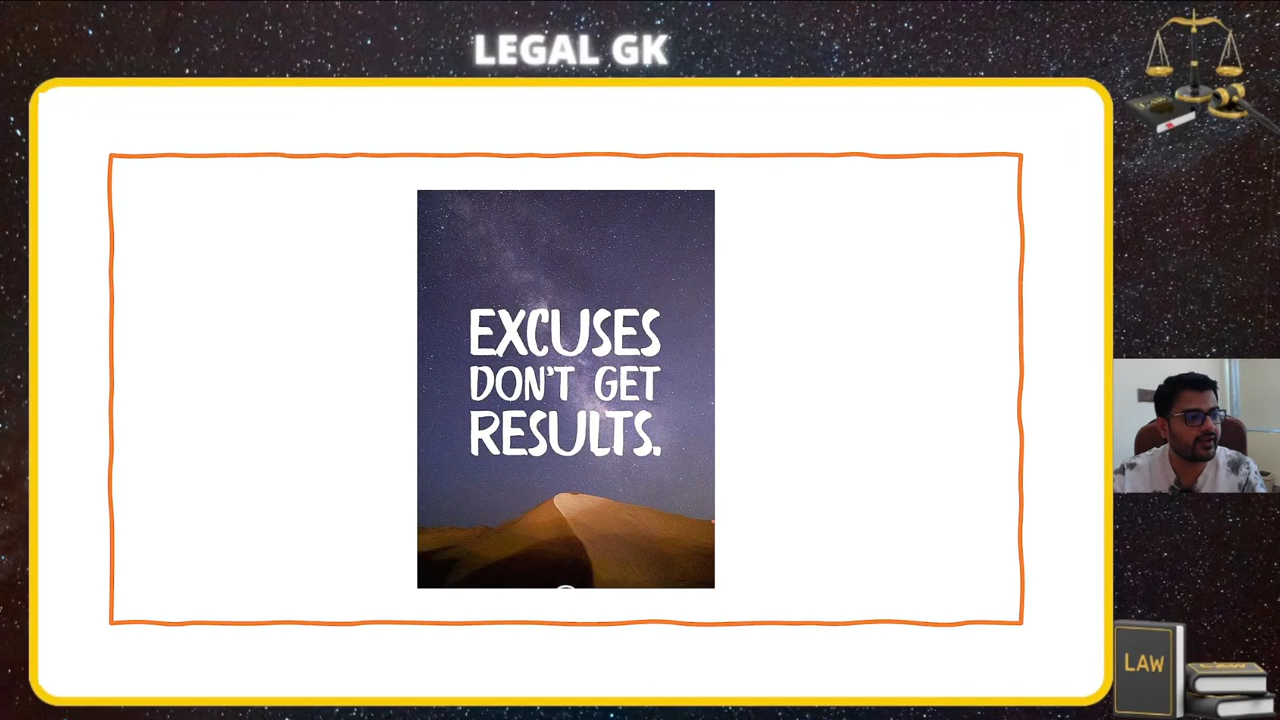 LEGAL GK
EXCUSES
DON'T GET
RESULTS.
LAW